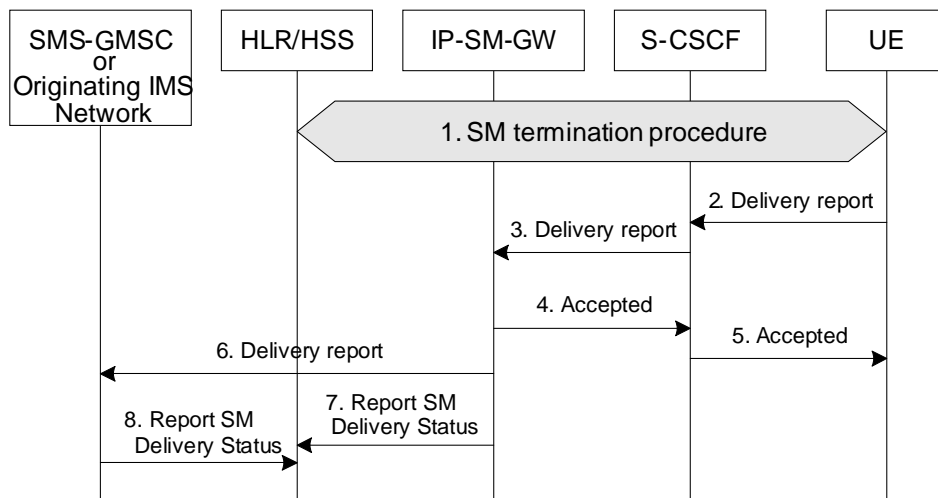 SMS-GMSC
or
Originating IMS
Network
HLR/HSS
IP-SM-GW
S-CSCF
UE
1. SM termination procedure
2. Delivery report
3. Delivery report
4. Accepted
5. Accepted
6. Delivery report
7. Report SM
Delivery Status
8. Report SM
Delivery Status